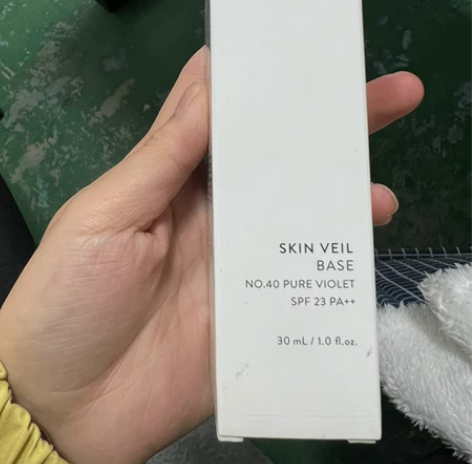 SKIN VEIL
BASE
NO.40 PURE VIOLET
SPF 23 PA++
30 mL / 1.0 fl.oz.